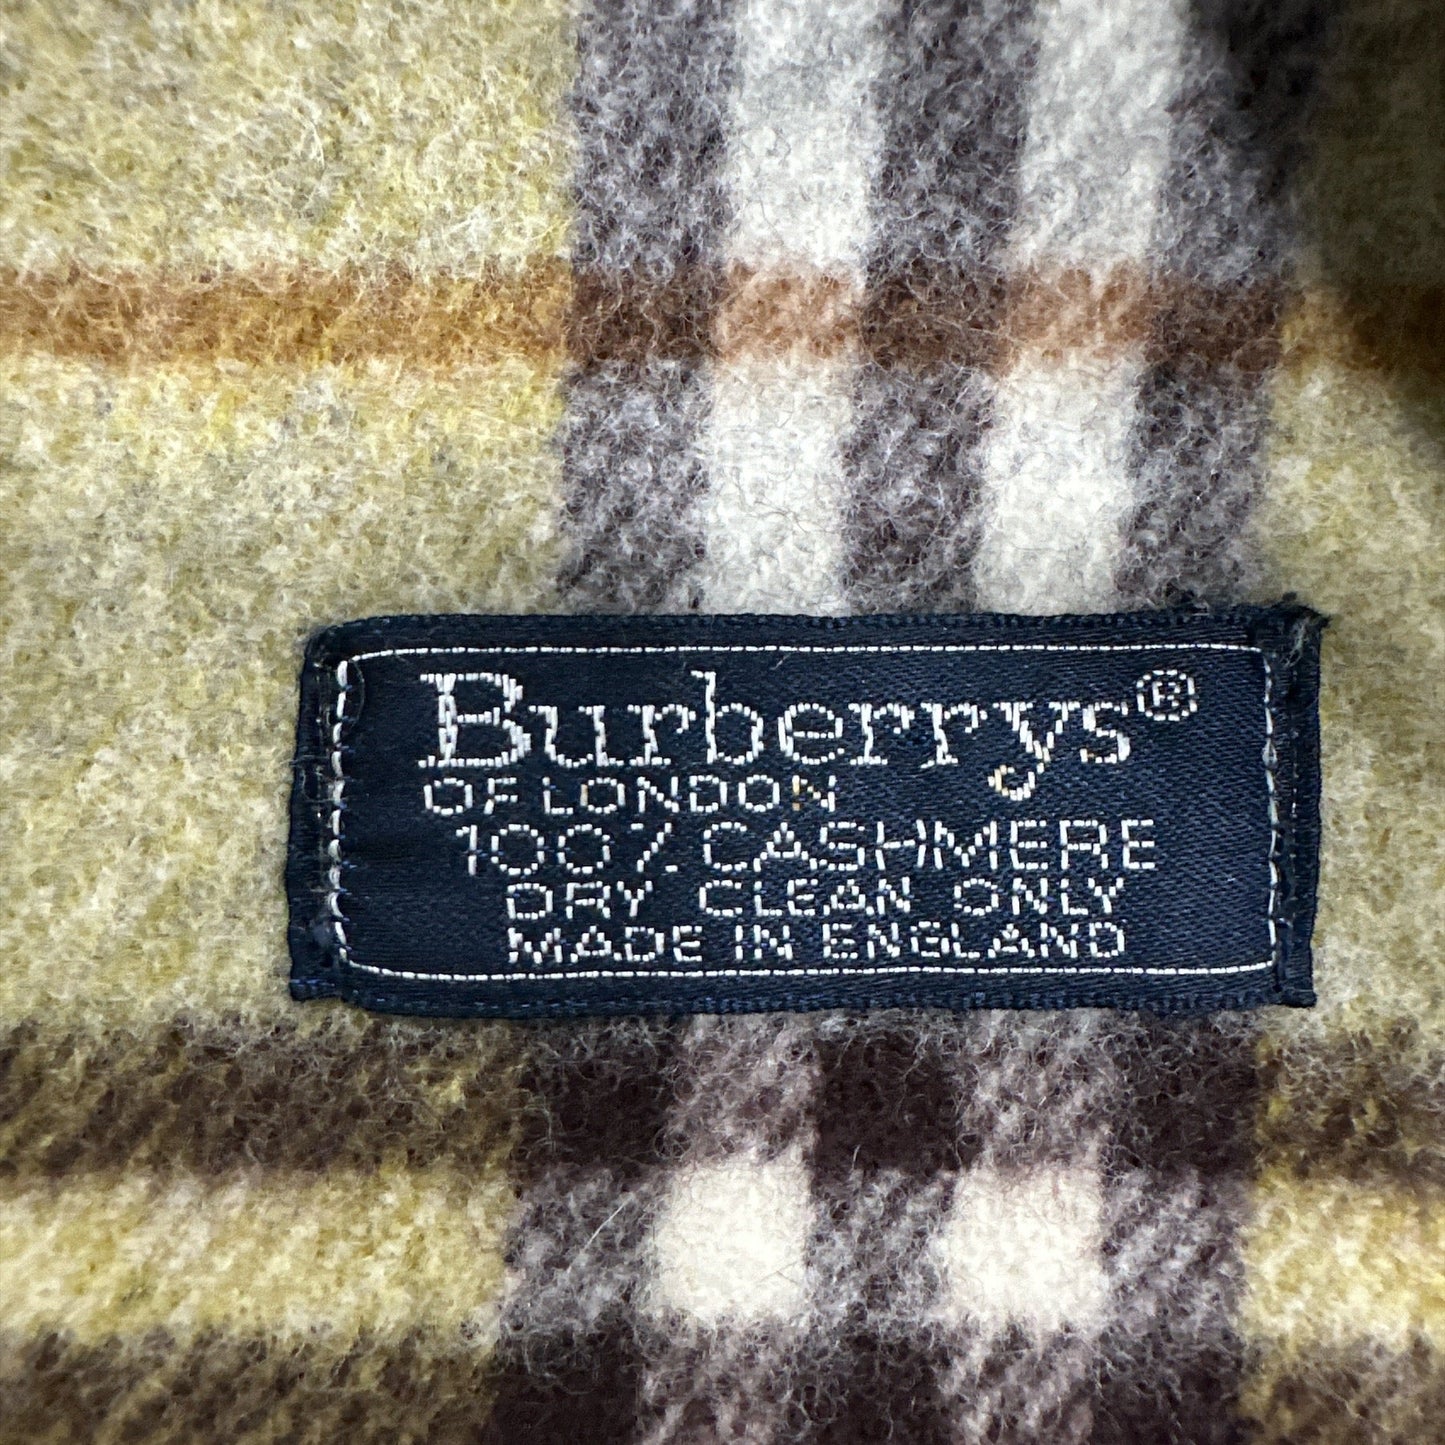 Burberrys®
OF LONDON
100% CASHMERE
DRY CLEAN ONLY
MADE IN ENGLAND